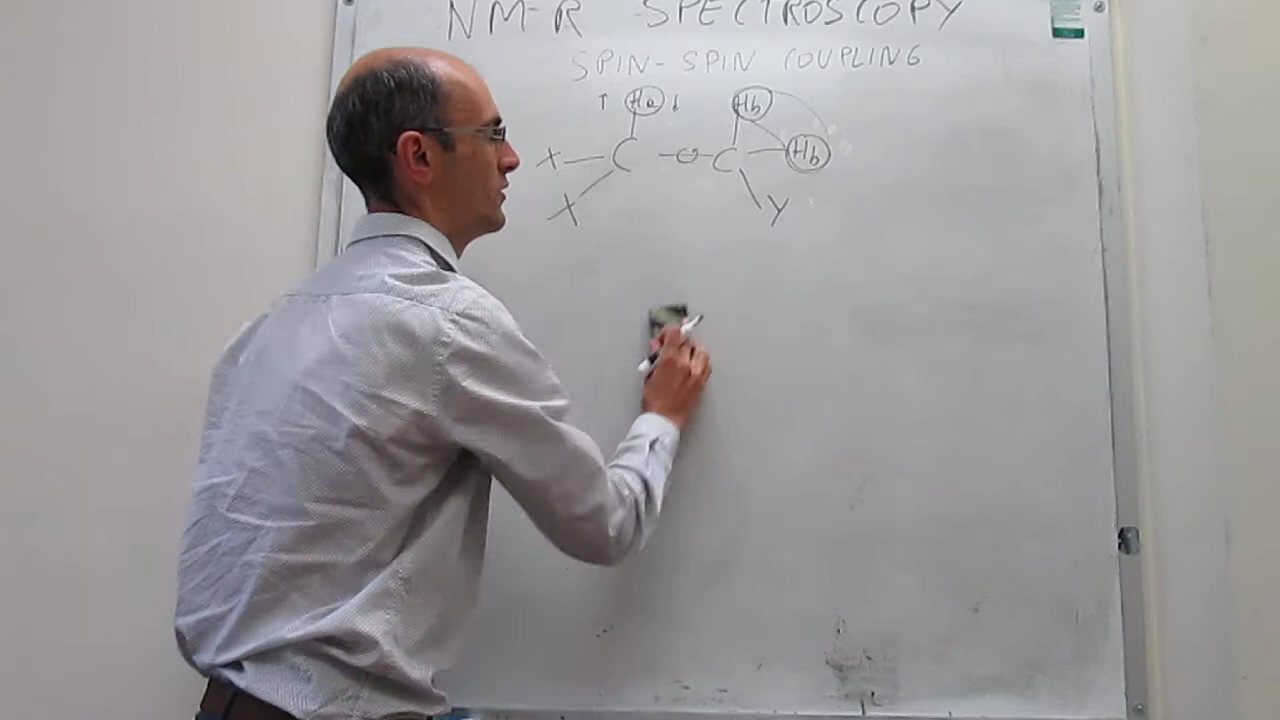 NMR SPECTROSCOPY
SPIN-SPIN COUPLING
↑ Ha ↓ Hb
X C O C Hb
X Y